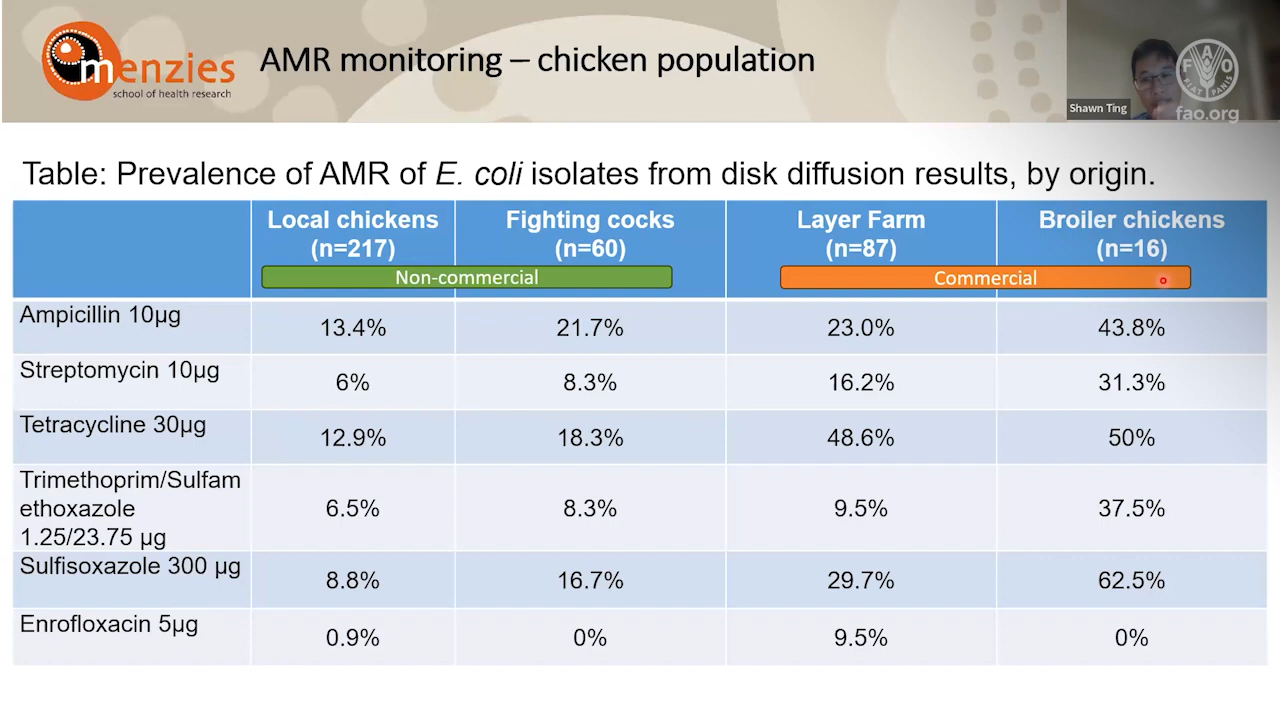 menzies
school of health research
AMR monitoring – chicken population
Shawn Ting
FAO
FIAT PANIS
fao.org
Table: Prevalence of AMR of E. coli isolates from disk diffusion results, by origin.
Local chickens (n=217)
Fighting cocks (n=60)
Layer Farm (n=87)
Broiler chickens (n=16)
Non-commercial
Commercial
Ampicillin 10µg 13.4% 21.7% 23.0% 43.8%
Streptomycin 10µg 6% 8.3% 16.2% 31.3%
Tetracycline 30µg 12.9% 18.3% 48.6% 50%
Trimethoprim/Sulfam
ethoxazole
1.25/23.75 µg 6.5% 8.3% 9.5% 37.5%
Sulfisoxazole 300 µg 8.8% 16.7% 29.7% 62.5%
Enrofloxacin 5µg 0.9% 0% 9.5% 0%